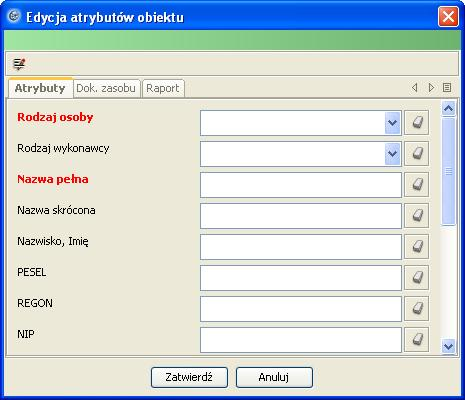 Edycja atrybutów obiektu
Atrybuty Dok. zasobu Raport
Rodzaj osoby
Rodzaj wykonawcy
Nazwa pełna
Nazwa skrócona
Nazwisko, Imię
PESEL
REGON
NIP
Zatwierdź Anuluj